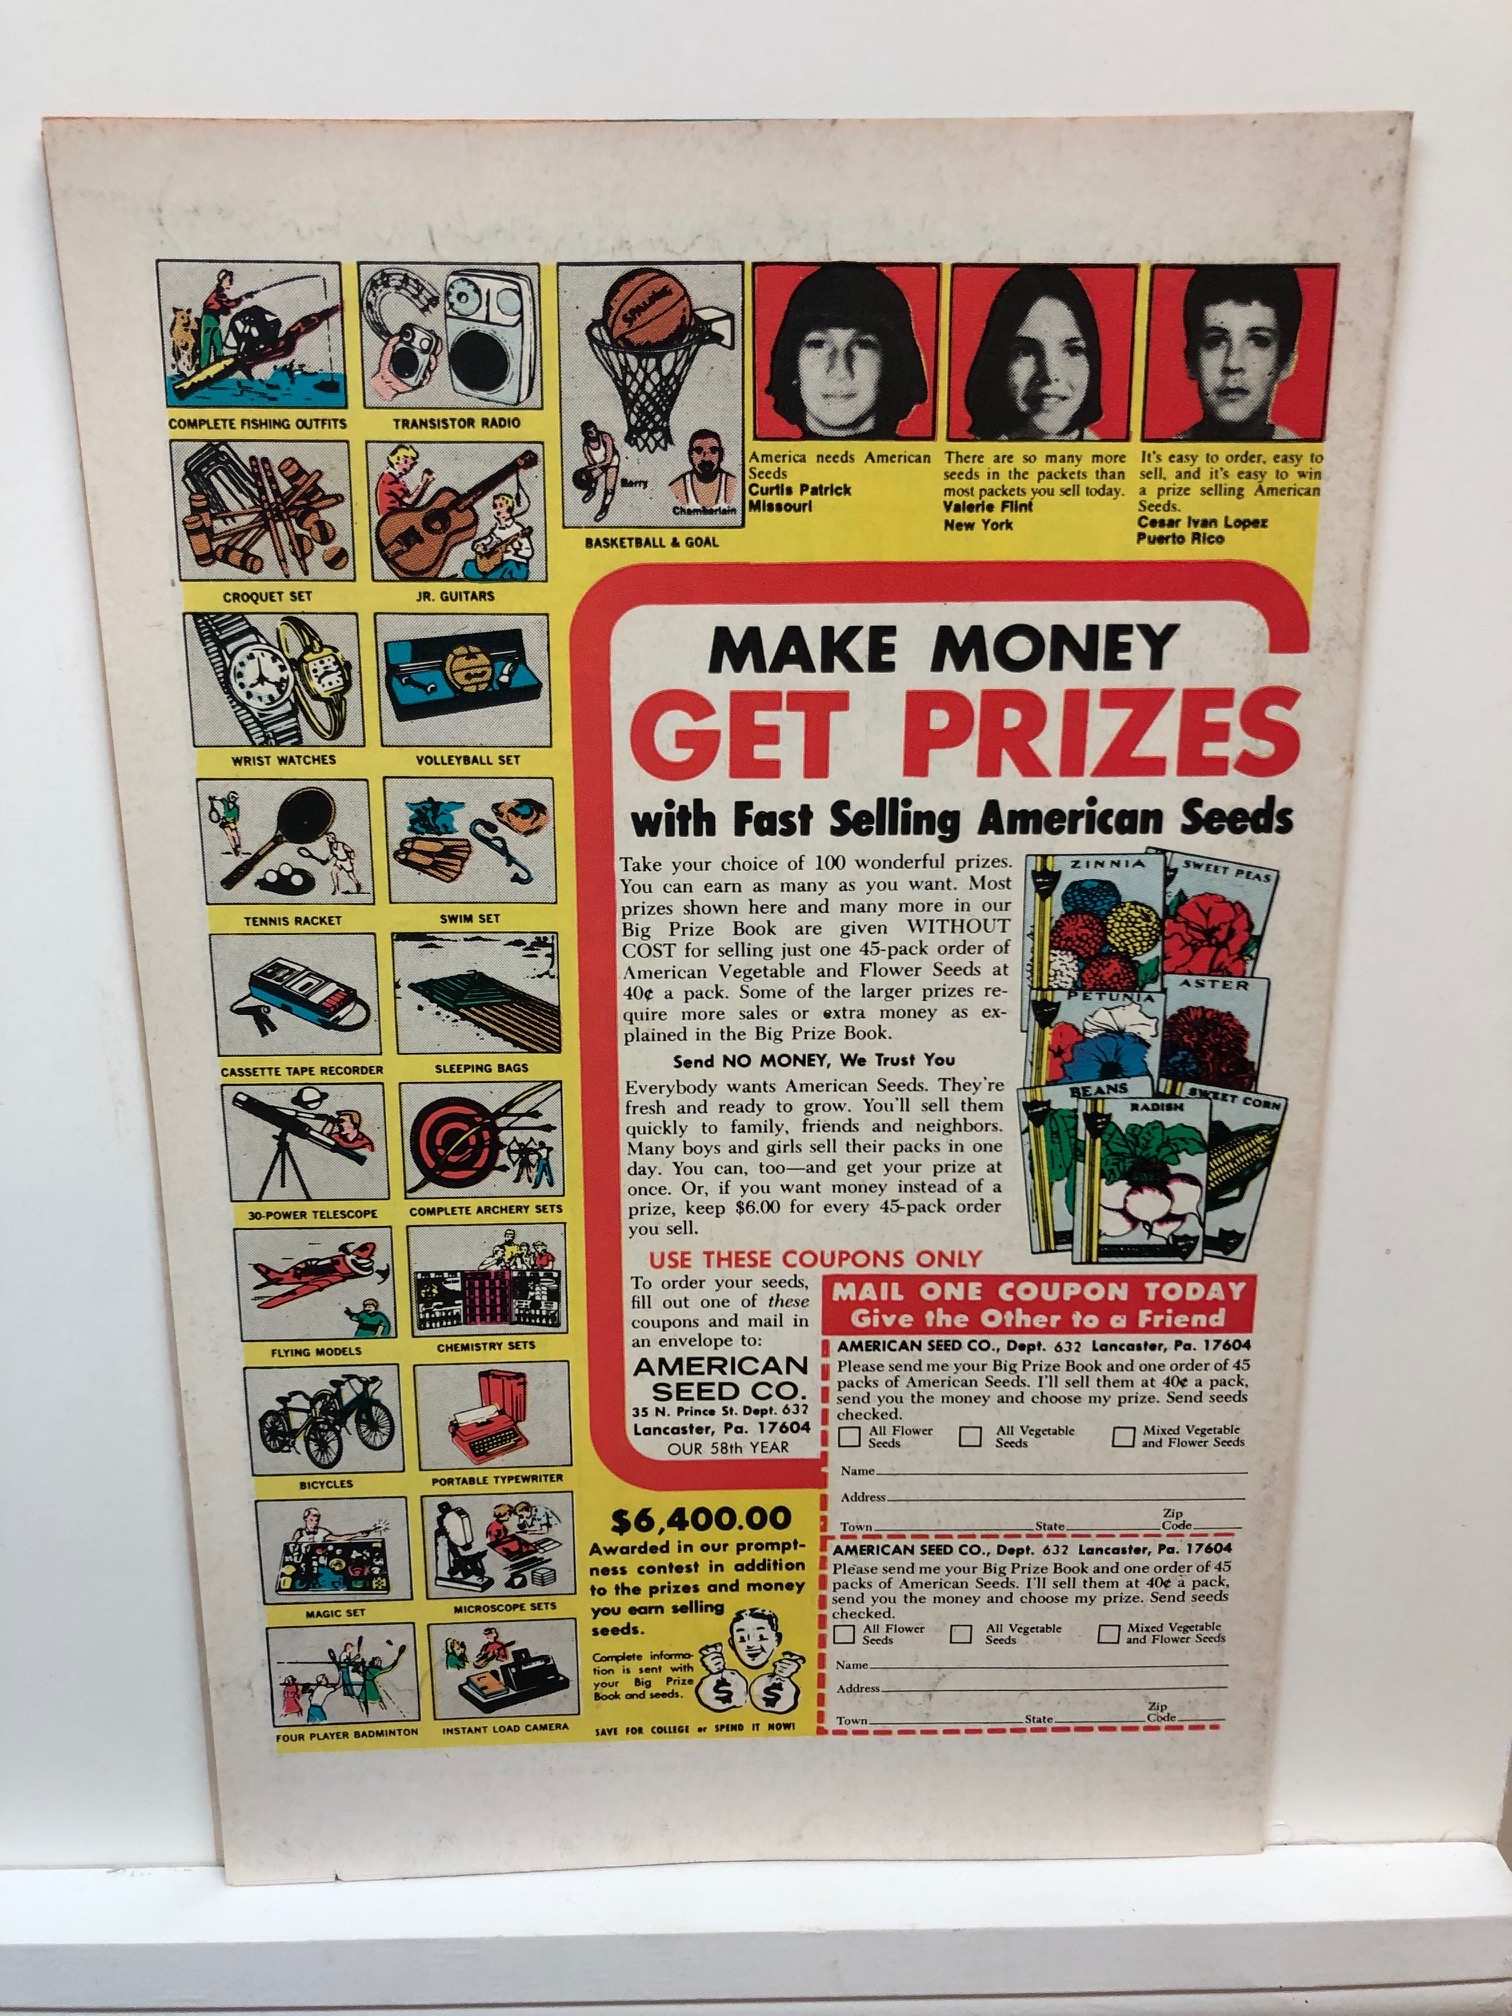 COMPLETE FISHING OUTFITS
TRANSISTOR RADIO
CROQUET SET
JR. GUITARS
WRIST WATCHES
VOLLEYBALL SET
TENNIS RACKET
SWIM SET
CASSETTE TAPE RECORDER
SLEEPING BAGS
30-POWER TELESCOPE
COMPLETE ARCHERY SETS
FLYING MODELS
CHEMISTRY SETS
BICYCLES
PORTABLE TYPEWRITER
MAGIC SET
MICROSCOPE SETS
FOUR PLAYER BADMINTON
INSTANT LOAD CAMERA
SPALDING
Barry
Chamberlain
BASKETBALL & GOAL
America needs American
Seeds
Curtis Patrick
Missouri
There are so many more
seeds in the packets than
most packets you sell today.
Valerie Flint
New York
It's easy to order, easy to
sell, and it's easy to win
a prize selling American
Seeds.
Cesar Ivan Lopez
Puerto Rico
MAKE MONEY
GET PRIZES
with Fast Selling American Seeds
Take your choice of 100 wonderful prizes.
You can earn as many as you want. Most
prizes shown here and many more in our
Big Prize Book are given WITHOUT
COST for selling just one 45-pack order of
American Vegetable and Flower Seeds at
40¢ a pack. Some of the larger prizes re-
quire more sales or extra money as ex-
plained in the Big Prize Book.
Send NO MONEY, We Trust You
Everybody wants American Seeds. They're
fresh and ready to grow. You'll sell them
quickly to family, friends and neighbors.
Many boys and girls sell their packs in one
day. You can, too—and get your prize at
once. Or, if you want money instead of a
prize, keep $6.00 for every 45-pack order
you sell.
ZINNIA
SWEET PEAS
PETUNIA
ASTER
BEANS
RADISH
SWEET CORN
USE THESE COUPONS ONLY
To order your seeds,
fill out one of these
coupons and mail in
an envelope to:
AMERICAN
SEED CO.
35 N. Prince St. Dept. 632
Lancaster, Pa. 17604
OUR 58th YEAR
MAIL ONE COUPON TODAY
Give the Other to a Friend
AMERICAN SEED CO., Dept. 632 Lancaster, Pa. 17604
Please send me your Big Prize Book and one order of 45
packs of American Seeds. I'll sell them at 40¢ a pack,
send you the money and choose my prize. Send seeds
checked.
All Flower
Seeds
All Vegetable
Seeds
Mixed Vegetable
and Flower Seeds
Name
Address
Town State Zip
Code
AMERICAN SEED CO., Dept. 632 Lancaster, Pa. 17604
Please send me your Big Prize Book and one order of 45
packs of American Seeds. I'll sell them at 40¢ a pack,
send you the money and choose my prize. Send seeds
checked.
All Flower
Seeds
All Vegetable
Seeds
Mixed Vegetable
and Flower Seeds
Name
Address
Town State Zip
Code
$6,400.00
Awarded in our prompt-
ness contest in addition
to the prizes and money
you earn selling
seeds.
Complete informa-
tion is sent with
your Big Prize
Book and seeds.
$ $
SAVE FOR COLLEGE or SPEND IT NOW!